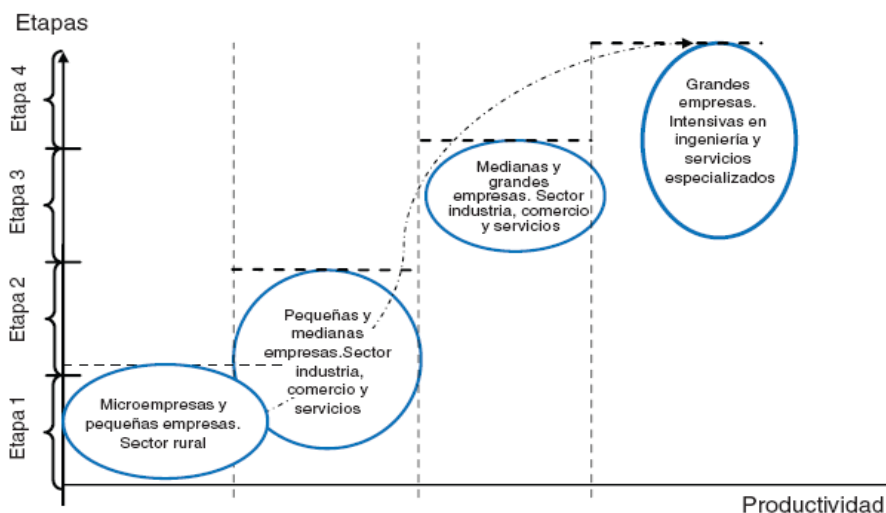 Etapas
Etapa 4
Etapa 3
Etapa 2
Etapa 1
Grandes
empresas.
Intensivas en
ingeniería y
servicios
especializados
Medianas y
grandes
empresas. Sector
industria, comercio
y servicios
Pequeñas y
medianas
empresas.Sector
industria,
comercio y
servicios
Microempresas y
pequeñas empresas.
Sector rural
Productividad